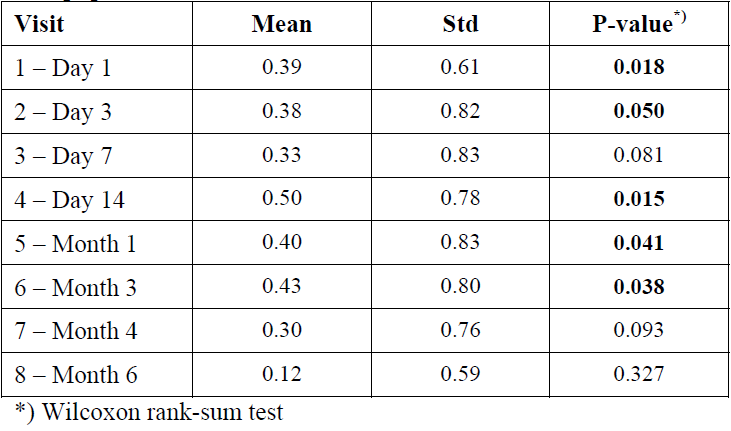 Visit Mean Std P-value*)
1 – Day 1 0.39 0.61 0.018
2 – Day 3 0.38 0.82 0.050
3 – Day 7 0.33 0.83 0.081
4 – Day 14 0.50 0.78 0.015
5 – Month 1 0.40 0.83 0.041
6 – Month 3 0.43 0.80 0.038
7 – Month 4 0.30 0.76 0.093
8 – Month 6 0.12 0.59 0.327
*) Wilcoxon rank-sum test